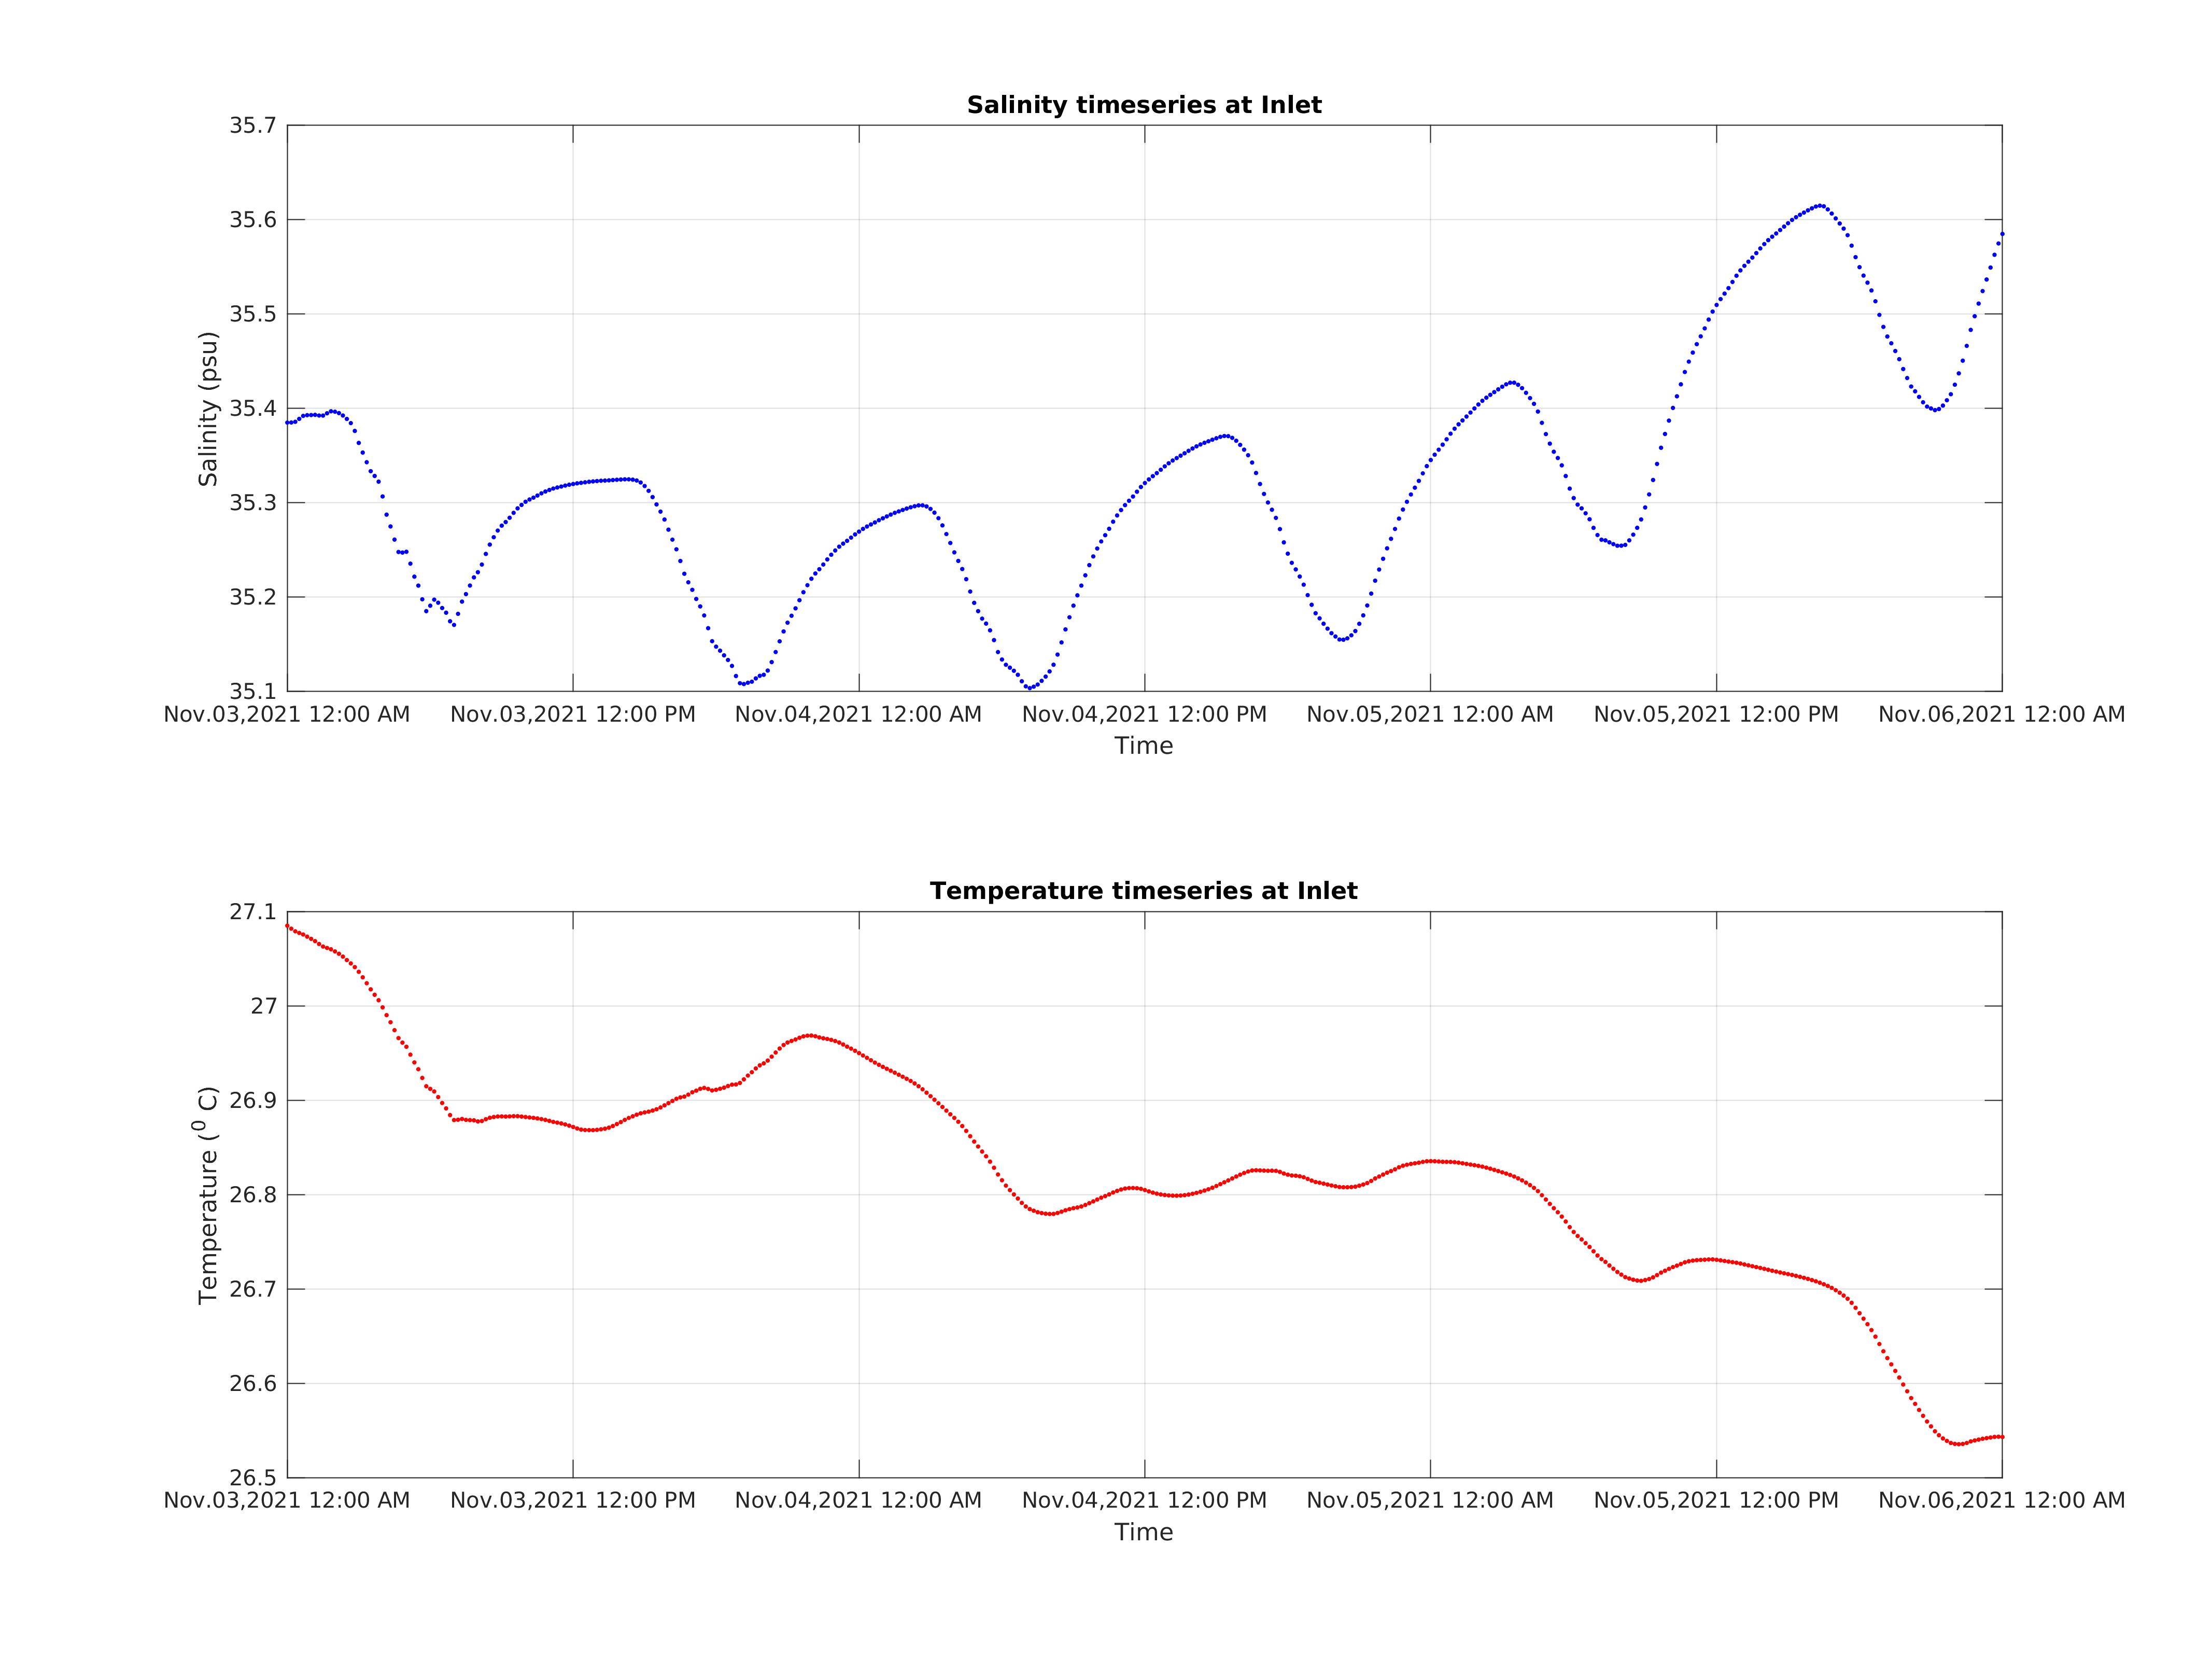 Salinity timeseries at Inlet
35.7
35.6
35.5
35.4
35.3
35.2
35.1
Salinity (psu)
Nov.03,2021 12:00 AM Nov.03,2021 12:00 PM Nov.04,2021 12:00 AM Nov.04,2021 12:00 PM Nov.05,2021 12:00 AM Nov.05,2021 12:00 PM Nov.06,2021 12:00 AM
Time
Temperature timeseries at Inlet
27.1
27
26.9
26.8
26.7
26.6
26.5
Temperature (⁰ C)
Nov.03,2021 12:00 AM Nov.03,2021 12:00 PM Nov.04,2021 12:00 AM Nov.04,2021 12:00 PM Nov.05,2021 12:00 AM Nov.05,2021 12:00 PM Nov.06,2021 12:00 AM
Time